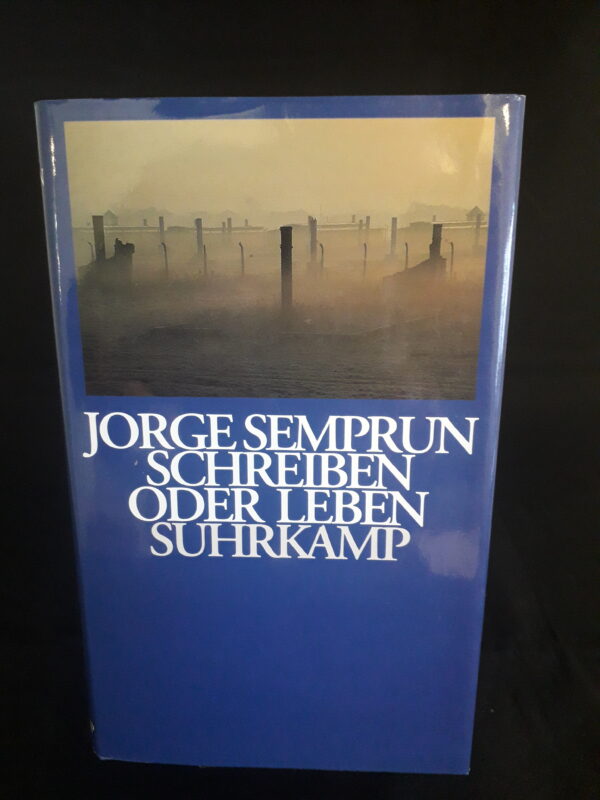 JORGE SEMPRUN
SCHREIBEN
ODER LEBEN
SUHRKAMP